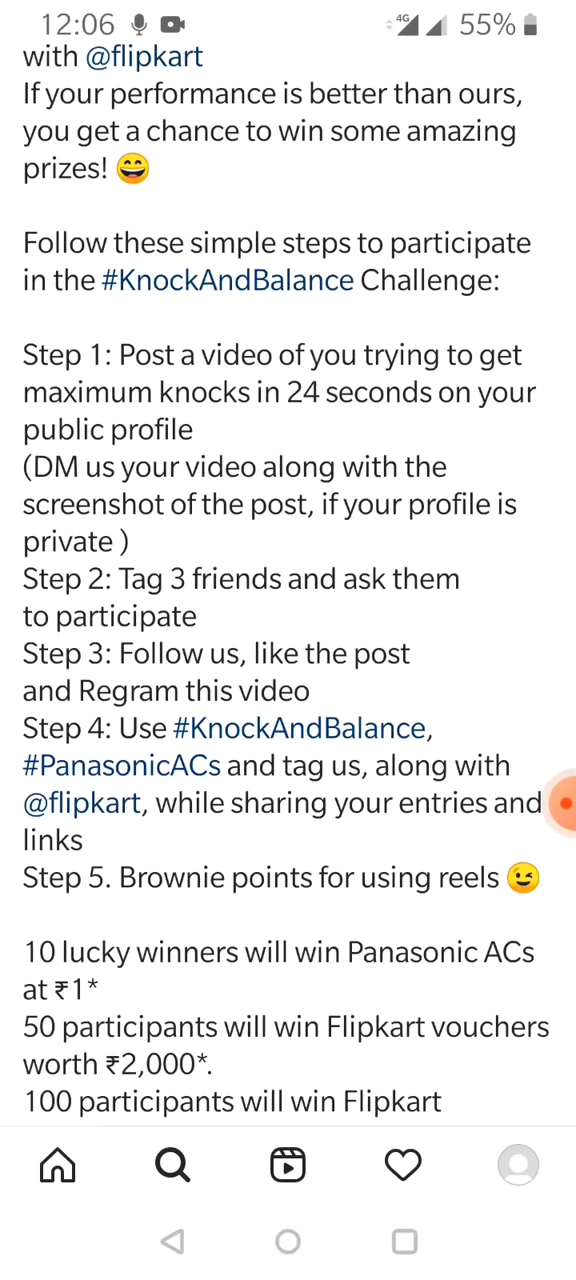 12:06 4G 55%
with @flipkart
If your performance is better than ours,
you get a chance to win some amazing
prizes! 😄
Follow these simple steps to participate
in the #KnockAndBalance Challenge:
Step 1: Post a video of you trying to get
maximum knocks in 24 seconds on your
public profile
(DM us your video along with the
screenshot of the post, if your profile is
private )
Step 2: Tag 3 friends and ask them
to participate
Step 3: Follow us, like the post
and Regram this video
Step 4: Use #KnockAndBalance,
#PanasonicACs and tag us, along with
@flipkart, while sharing your entries and
links
Step 5. Brownie points for using reels 😉
10 lucky winners will win Panasonic ACs
at ₹1*
50 participants will win Flipkart vouchers
worth ₹2,000*.
100 participants will win Flipkart